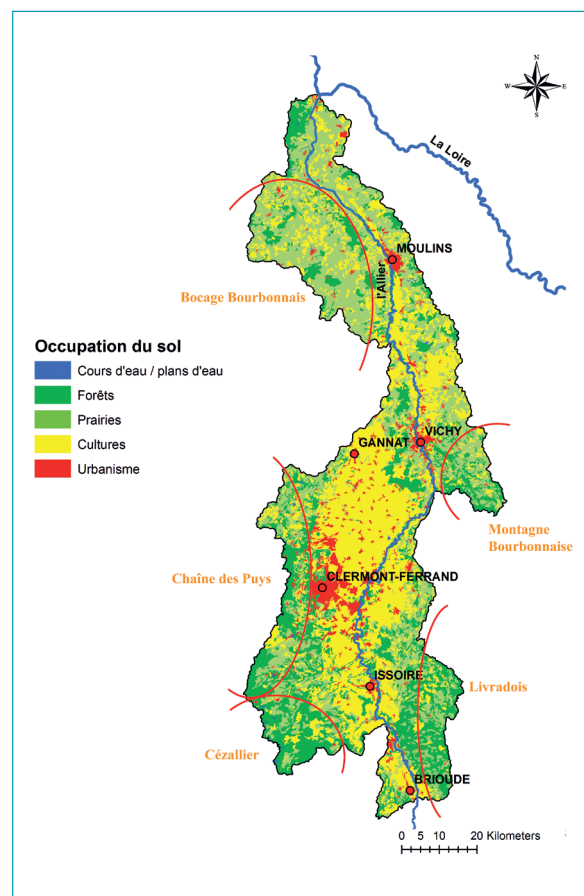 N
W E
S
La Loire
MOULINS
l'Allier
Bocage Bourbonnais
Occupation du sol
Cours d'eau / plans d'eau
Forêts
Prairies
Cultures
Urbanisme
VICHY
GANNAT
Montagne
Bourbonnaise
Chaîne des Puys
CLERMONT-FERRAND
ISSOIRE
Livradois
Cézallier
BRIOUDE
0 5 10 20 Kilometers